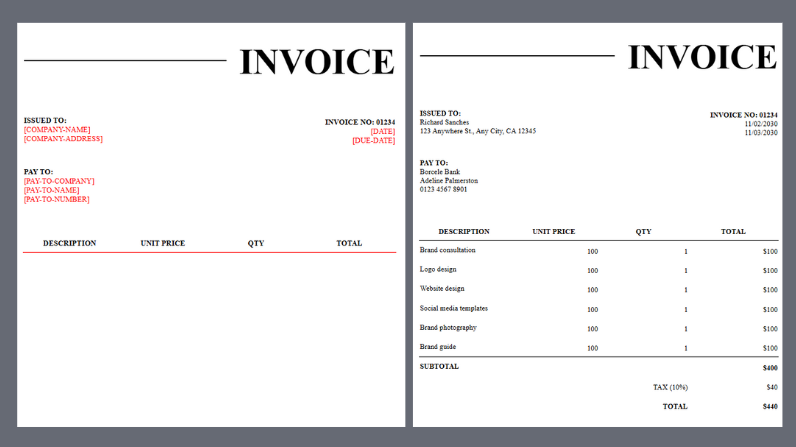 INVOICE
ISSUED TO:
[COMPANY-NAME]
[COMPANY-ADDRESS]
INVOICE NO: 01234
[DATE]
[DUE-DATE]
PAY TO:
[PAY-TO-COMPANY]
[PAY-TO-NAME]
[PAY-TO-NUMBER]
DESCRIPTION UNIT PRICE QTY TOTAL
INVOICE
ISSUED TO:
Richard Sanches
123 Anywhere St., Any City, CA 12345
INVOICE NO: 01234
11/02/2030
11/03/2030
PAY TO:
Borcele Bank
Adeline Palmerston
0123 4567 8901
DESCRIPTION UNIT PRICE QTY TOTAL
Brand consultation 100 1 $100
Logo design 100 1 $100
Website design 100 1 $100
Social media templates 100 1 $100
Brand photography 100 1 $100
Brand guide 100 1 $100
SUBTOTAL $400
TAX (10%) $40
TOTAL $440